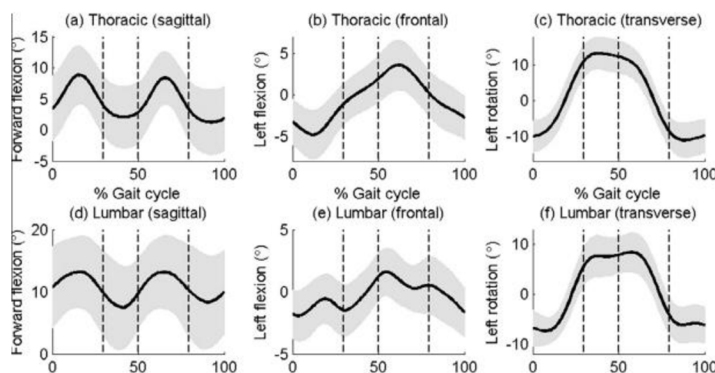 (a) Thoracic (sagittal)
(b) Thoracic (frontal)
(c) Thoracic (transverse)
Forward flexion (°)
15
10
5
0
-5
0
50
100
Left flexion (°)
5
0
-5
0
50
100
Left rotation (°)
10
0
-10
0
50
100
% Gait cycle
% Gait cycle
% Gait cycle
(d) Lumbar (sagittal)
(e) Lumbar (frontal)
(f) Lumbar (transverse)
Forward flexion (°)
20
10
0
0
50
100
Left flexion (°)
5
0
-5
0
50
100
Left rotation (°)
10
0
-10
0
50
100